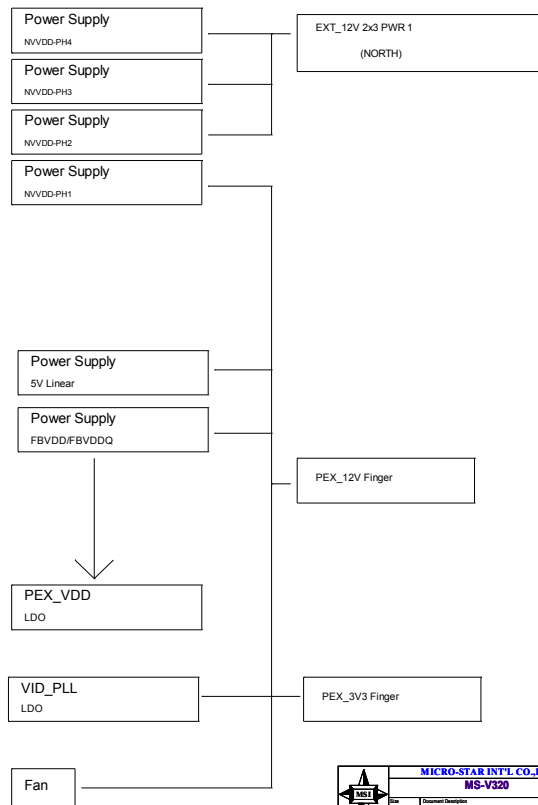 Power Supply
NVVDD-PH4
EXT_12V 2x3 PWR 1
(NORTH)
Power Supply
NVVDD-PH3
Power Supply
NVVDD-PH2
Power Supply
NVVDD-PH1
Power Supply
5V Linear
Power Supply
FBVDD/FBVDDQ
PEX_12V Finger
PEX_VDD
LDO
VID_PLL
LDO
PEX_3V3 Finger
Fan
MSI
MICRO-STAR INT'L CO.,
MS-V320
Size
Document Description